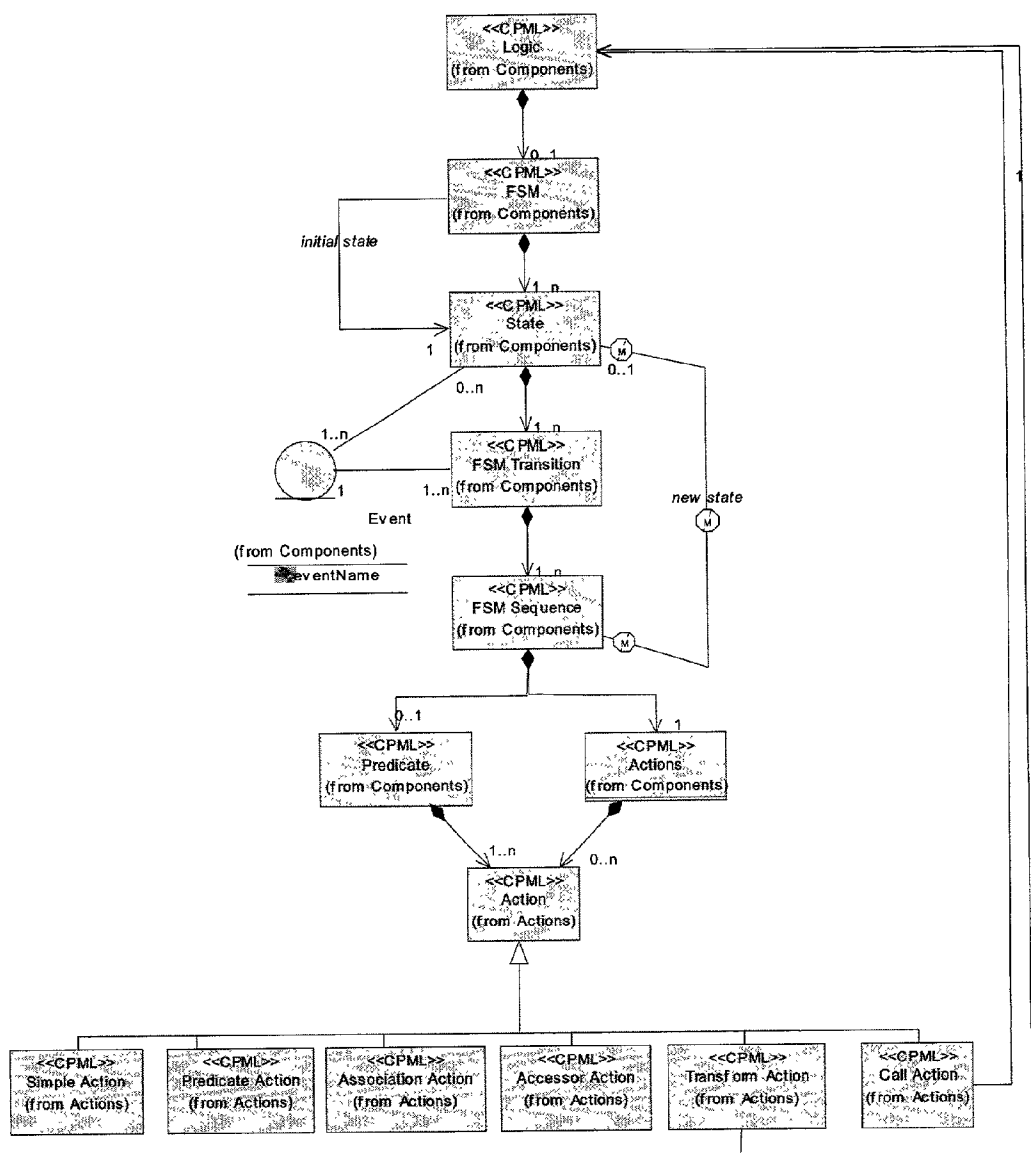 <<CPML>>
Logic
(from Components)
0..1
1
<<CPML>>
FSM
(from Components)
initial state
1..n
<<CPML>>
State
(from Components)
1
M
0..1
0..n
1..n
1..n
<<CPML>>
FSM Transition
(from Components)
1
1..n
new state
M
Event
(from Components)
eventName
1..n
<<CPML>>
FSM Sequence
(from Components)
M
0..1
1
<<CPML>>
Predicate
(from Components)
<<CPML>>
Actions
(from Components)
1..n
0..n
<<CPML>>
Action
(from Actions)
<<CPML>>
Simple Action
(from Actions)
<<CPML>>
Predicate Action
(from Actions)
<<CPML>>
Association Action
(from Actions)
<<CPML>>
Accessor Action
(from Actions)
<<CPML>>
Transform Action
(from Actions)
<<CPML>>
Call Action
(from Actions)